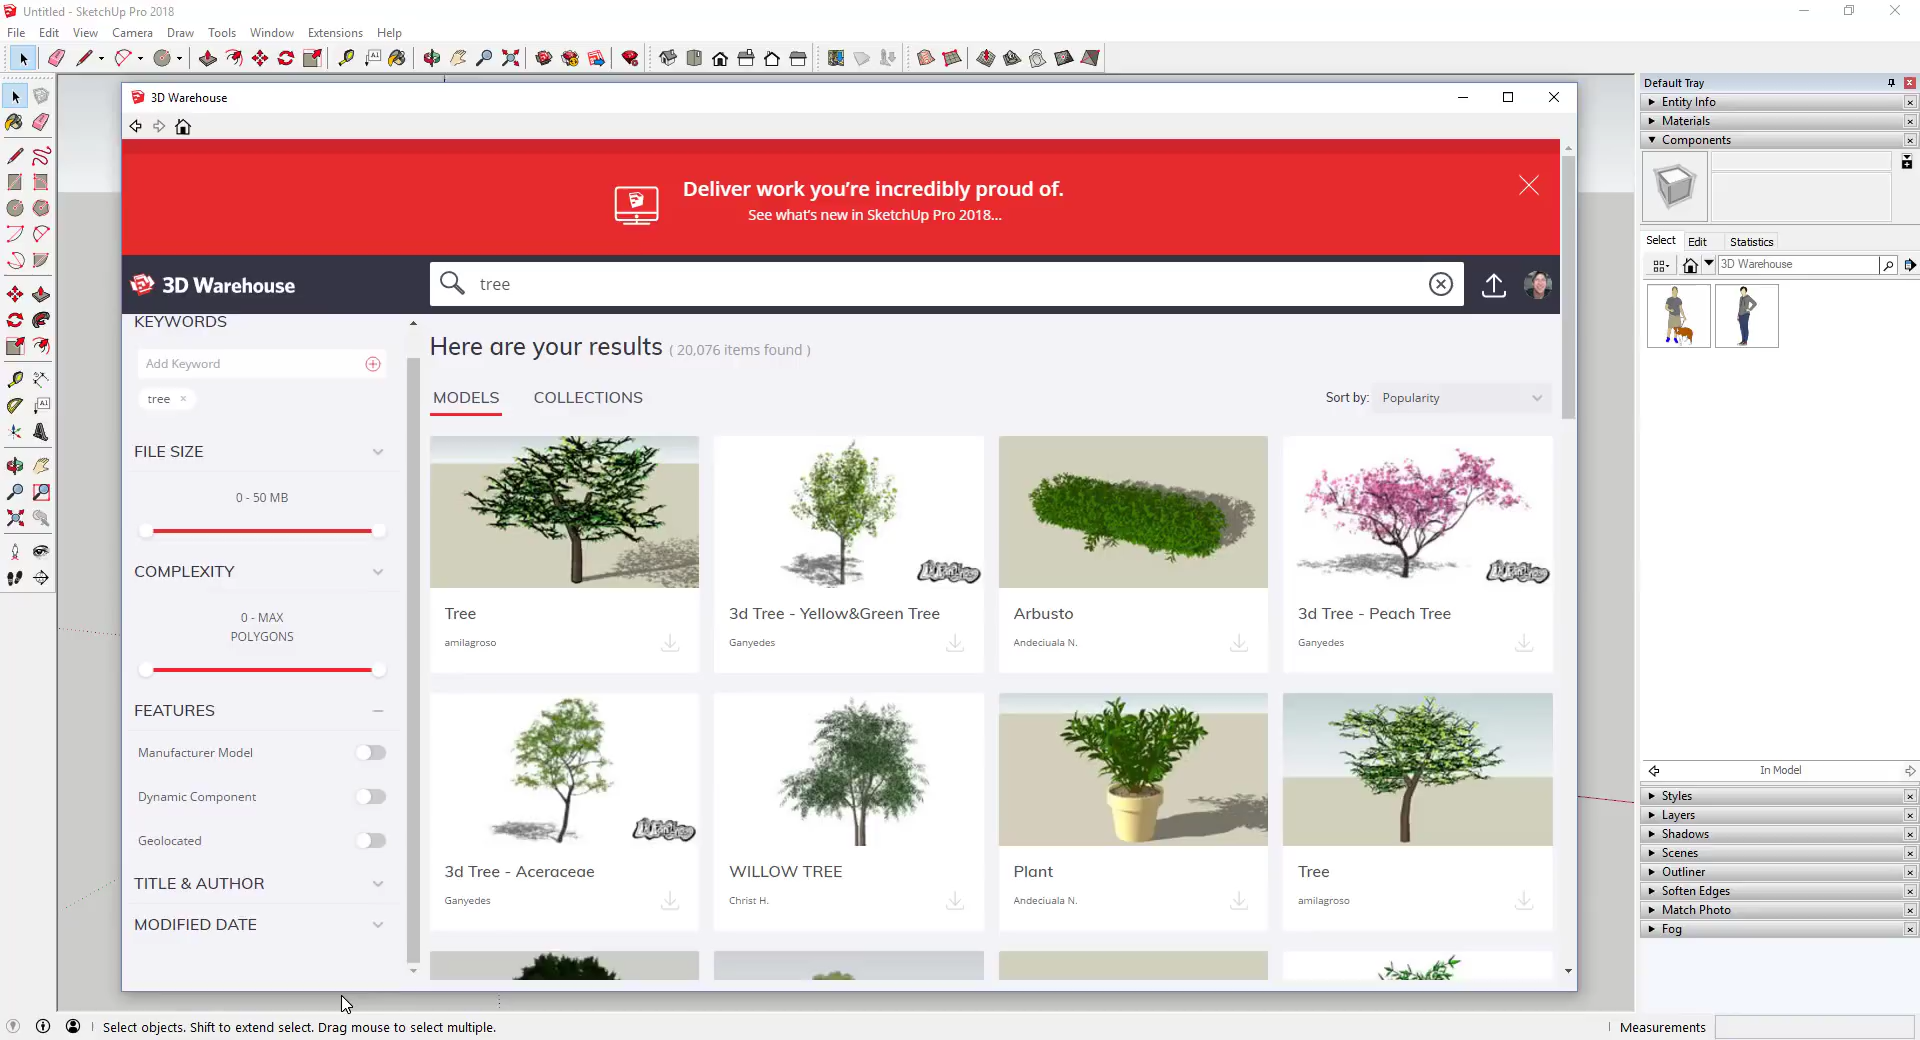 Untitled - SketchUp Pro 2018
File Edit View Camera Draw Tools Window Extensions Help
3D Warehouse
Deliver work you're incredibly proud of.
See what's new in SketchUp Pro 2018...
3D Warehouse
tree
KEYWORDS
Add Keyword
tree ×
FILE SIZE
0 - 50 MB
COMPLEXITY
0 - MAX
POLYGONS
FEATURES
Manufacturer Model
Dynamic Component
Geolocated
TITLE & AUTHOR
MODIFIED DATE
Here are your results ( 20,076 items found )
MODELS COLLECTIONS
Sort by: Popularity
Tree
amilagroso
3d Tree - Yellow&Green Tree
Ganyedes
Arbusto
Andeciuala N.
3d Tree - Peach Tree
Ganyedes
3d Tree - Aceraceae
Ganyedes
WILLOW TREE
Christ H.
Plant
Andeciuala N.
Tree
amilagroso
Default Tray
Entity Info
Materials
Components
Select Edit Statistics
3D Warehouse
In Model
Styles
Layers
Shadows
Scenes
Outliner
Soften Edges
Match Photo
Fog
Select objects. Shift to extend select. Drag mouse to select multiple.
Measurements